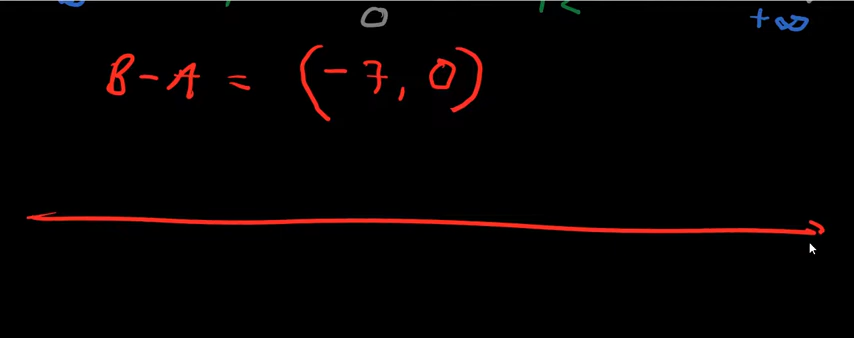 0
+∞
B-A = (-7, 0)